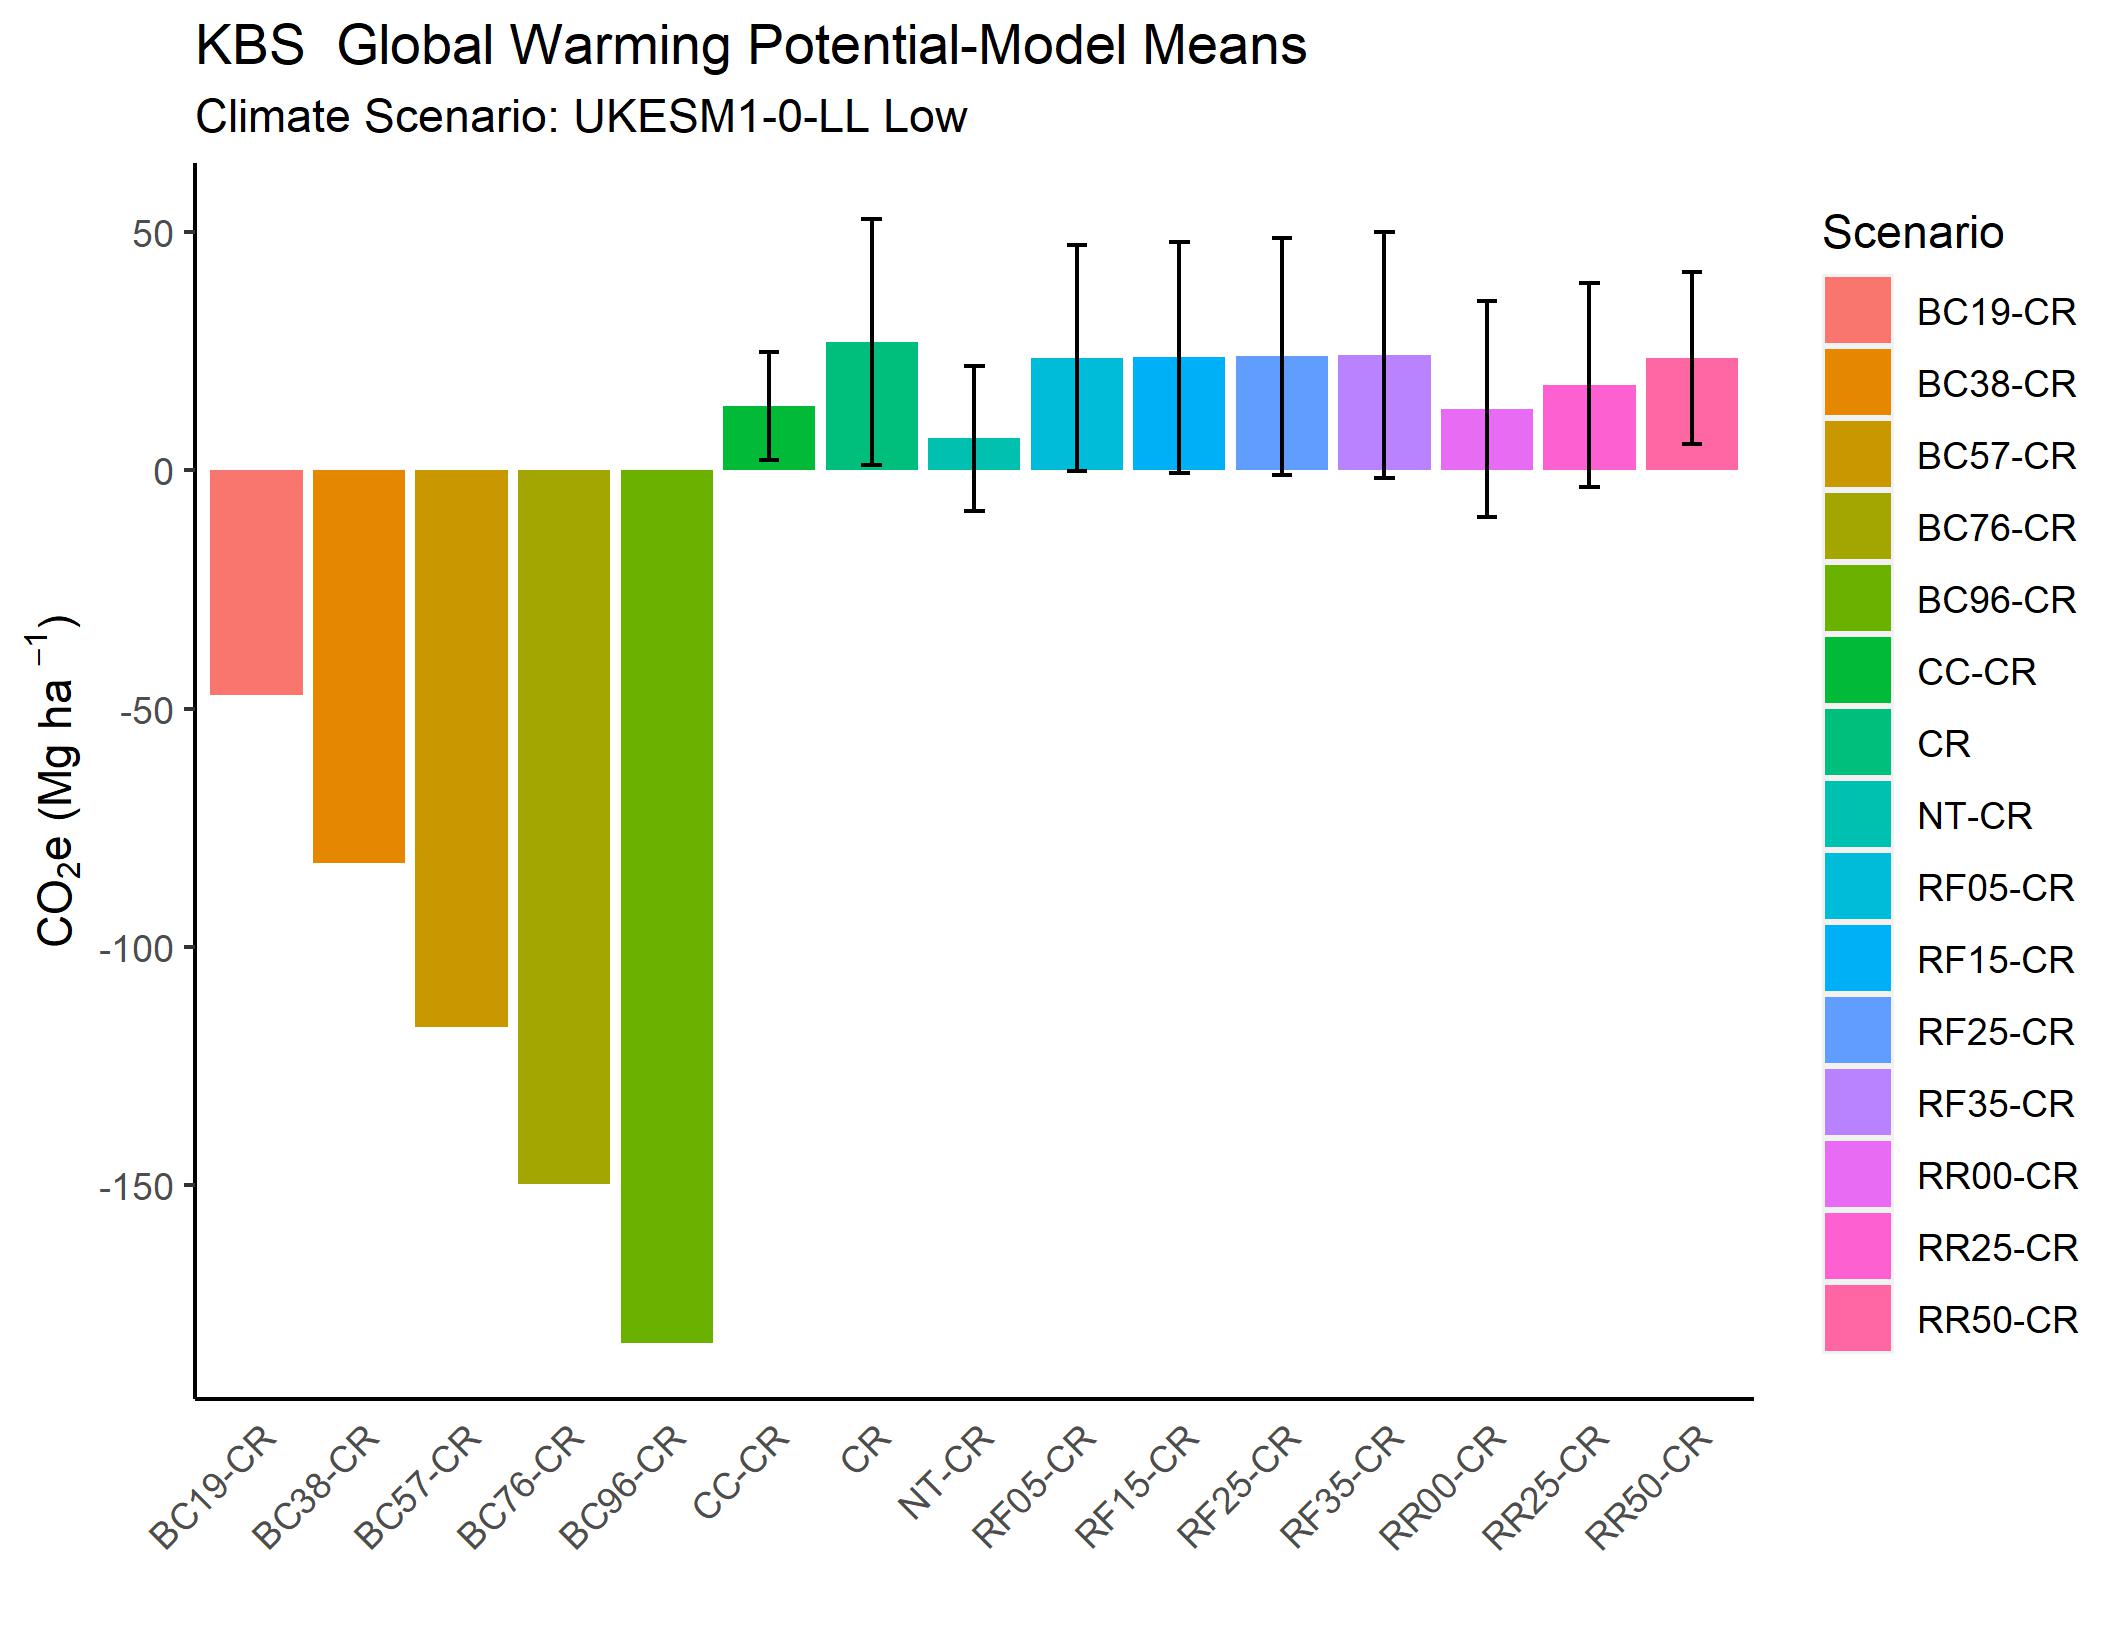 KBS  Global Warming Potential-Model Means
Climate Scenario: UKESM1-0-LL Low
CO₂e (Mg ha ⁻¹)
50
0
-50
-100
-150
BC19-CR
BC38-CR
BC57-CR
BC76-CR
BC96-CR
CC-CR
CR
NT-CR
RF05-CR
RF15-CR
RF25-CR
RF35-CR
RR00-CR
RR25-CR
RR50-CR
Scenario
BC19-CR
BC38-CR
BC57-CR
BC76-CR
BC96-CR
CC-CR
CR
NT-CR
RF05-CR
RF15-CR
RF25-CR
RF35-CR
RR00-CR
RR25-CR
RR50-CR